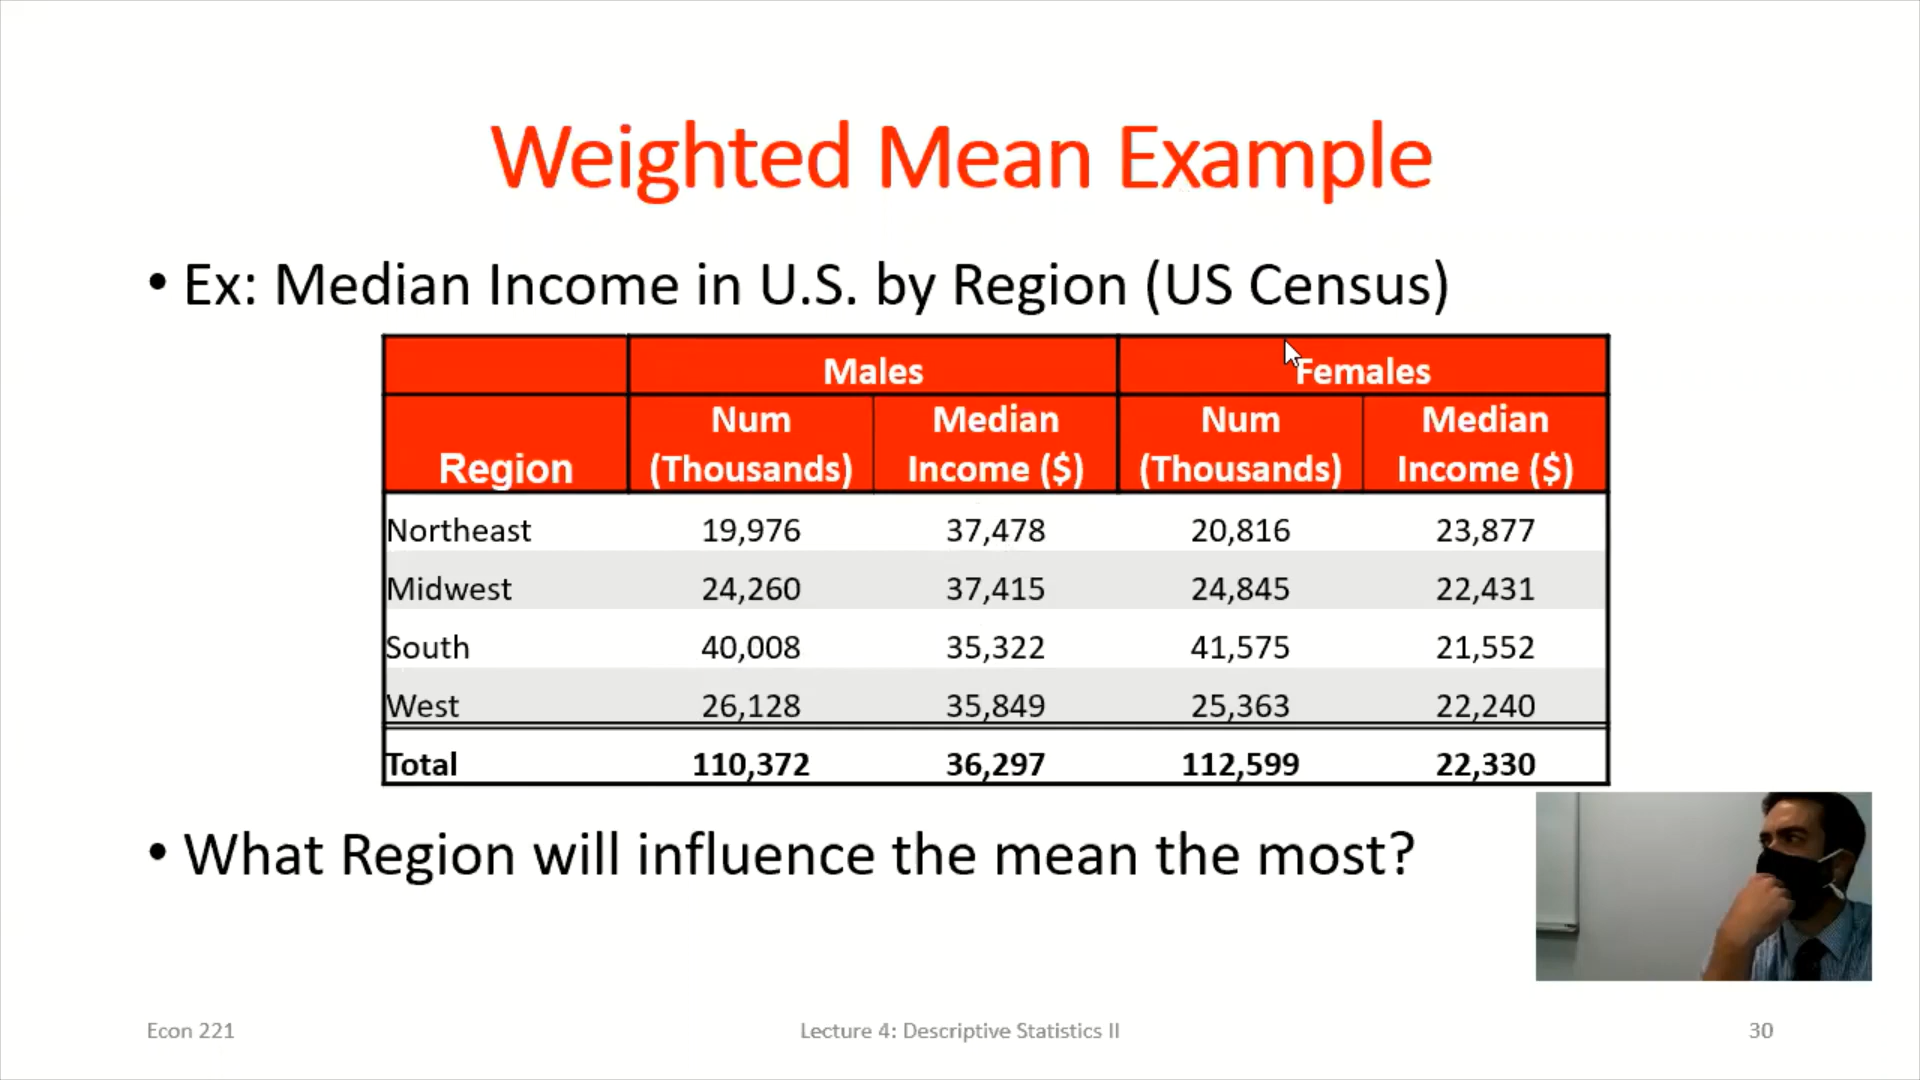 Weighted Mean Example
• Ex: Median Income in U.S. by Region (US Census)
Males Females
Region Num (Thousands) Median Income ($) Num (Thousands) Median Income ($)
Northeast 19,976 37,478 20,816 23,877
Midwest 24,260 37,415 24,845 22,431
South 40,008 35,322 41,575 21,552
West 26,128 35,849 25,363 22,240
Total 110,372 36,297 112,599 22,330
• What Region will influence the mean the most?
Econ 221 Lecture 4: Descriptive Statistics II 30